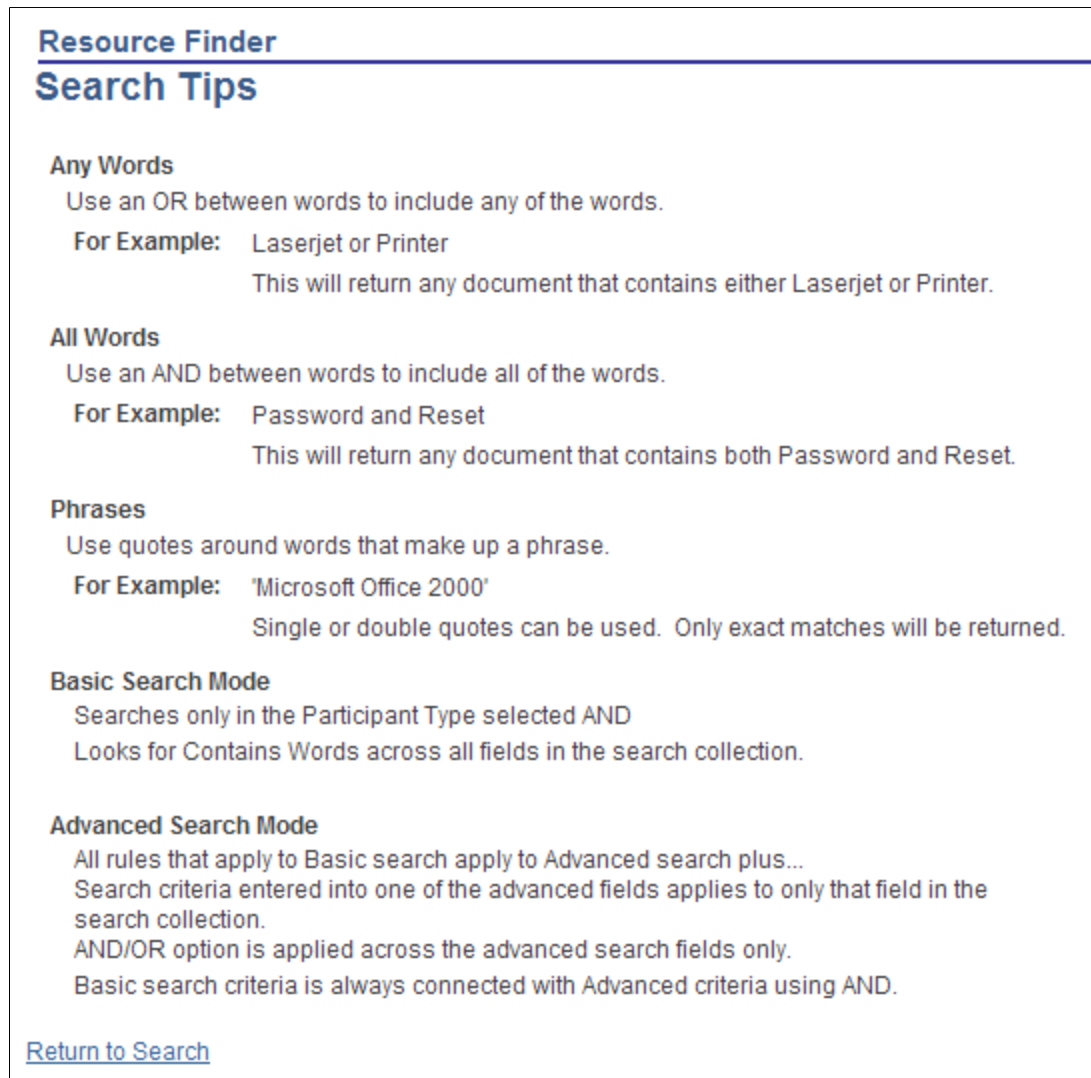 Resource Finder
Search Tips
Any Words
Use an OR between words to include any of the words.
For Example: Laserjet or Printer
This will return any document that contains either Laserjet or Printer.
All Words
Use an AND between words to include all of the words.
For Example: Password and Reset
This will return any document that contains both Password and Reset.
Phrases
Use quotes around words that make up a phrase.
For Example: 'Microsoft Office 2000'
Single or double quotes can be used.  Only exact matches will be returned.
Basic Search Mode
Searches only in the Participant Type selected AND
Looks for Contains Words across all fields in the search collection.
Advanced Search Mode
All rules that apply to Basic search apply to Advanced search plus...
Search criteria entered into one of the advanced fields applies to only that field in the
search collection.
AND/OR option is applied across the advanced search fields only.
Basic search criteria is always connected with Advanced criteria using AND.
Return to Search